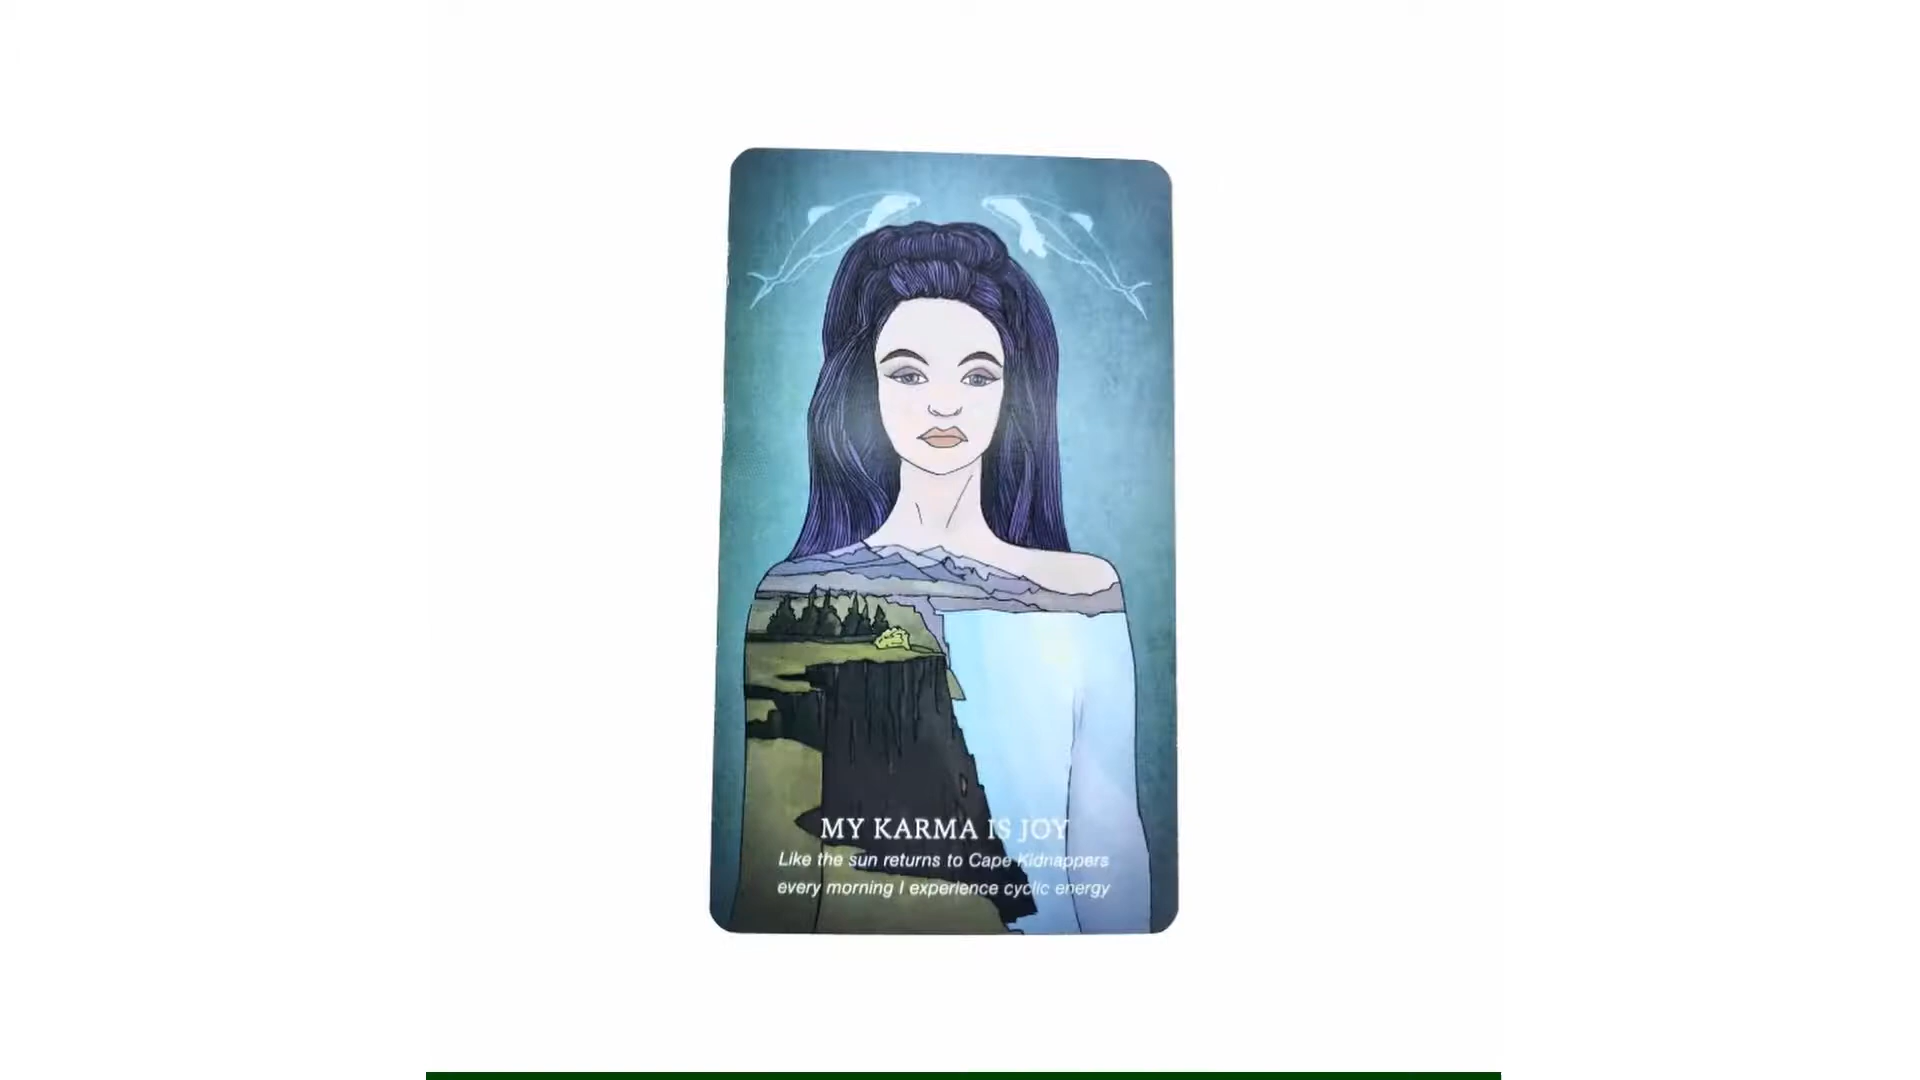 MY KARMA IS JOY
Like the sun returns to Cape Kidnappers
every morning I experience cyclic energy